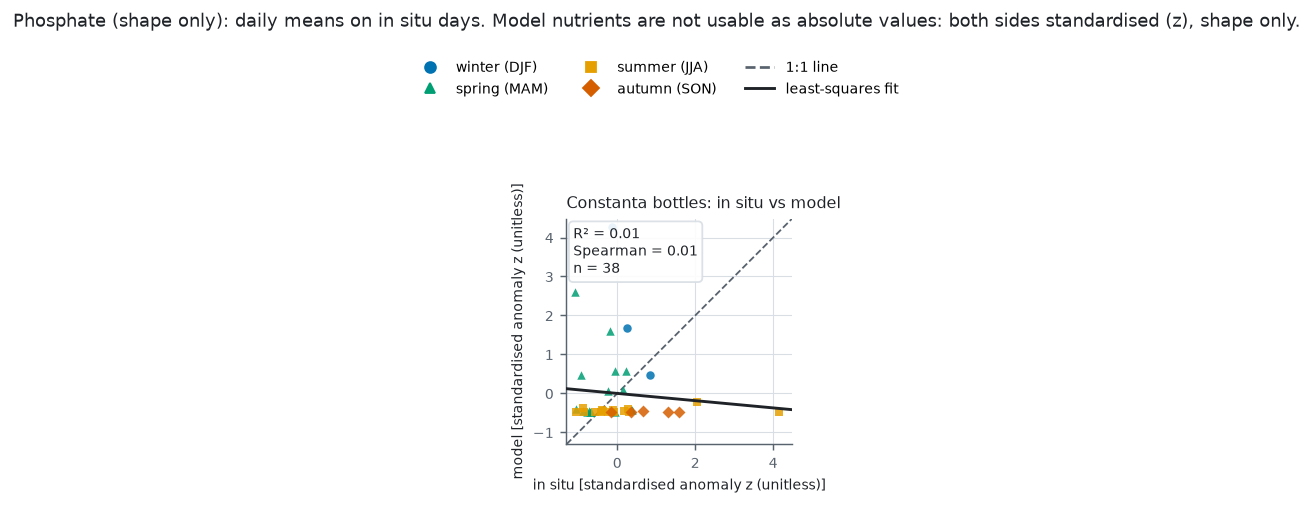 Phosphate (shape only): daily means on in situ days. Model nutrients are not usable as absolute values: both sides standardised (z), shape only.
winter (DJF)
summer (JJA)
1:1 line
spring (MAM)
autumn (SON)
least-squares fit
Constanta bottles: in situ vs model
R² = 0.01
Spearman = 0.01
n = 38
model [standardised anomaly z (unitless)]
4
3
2
1
0
−1
0
2
4
in situ [standardised anomaly z (unitless)]